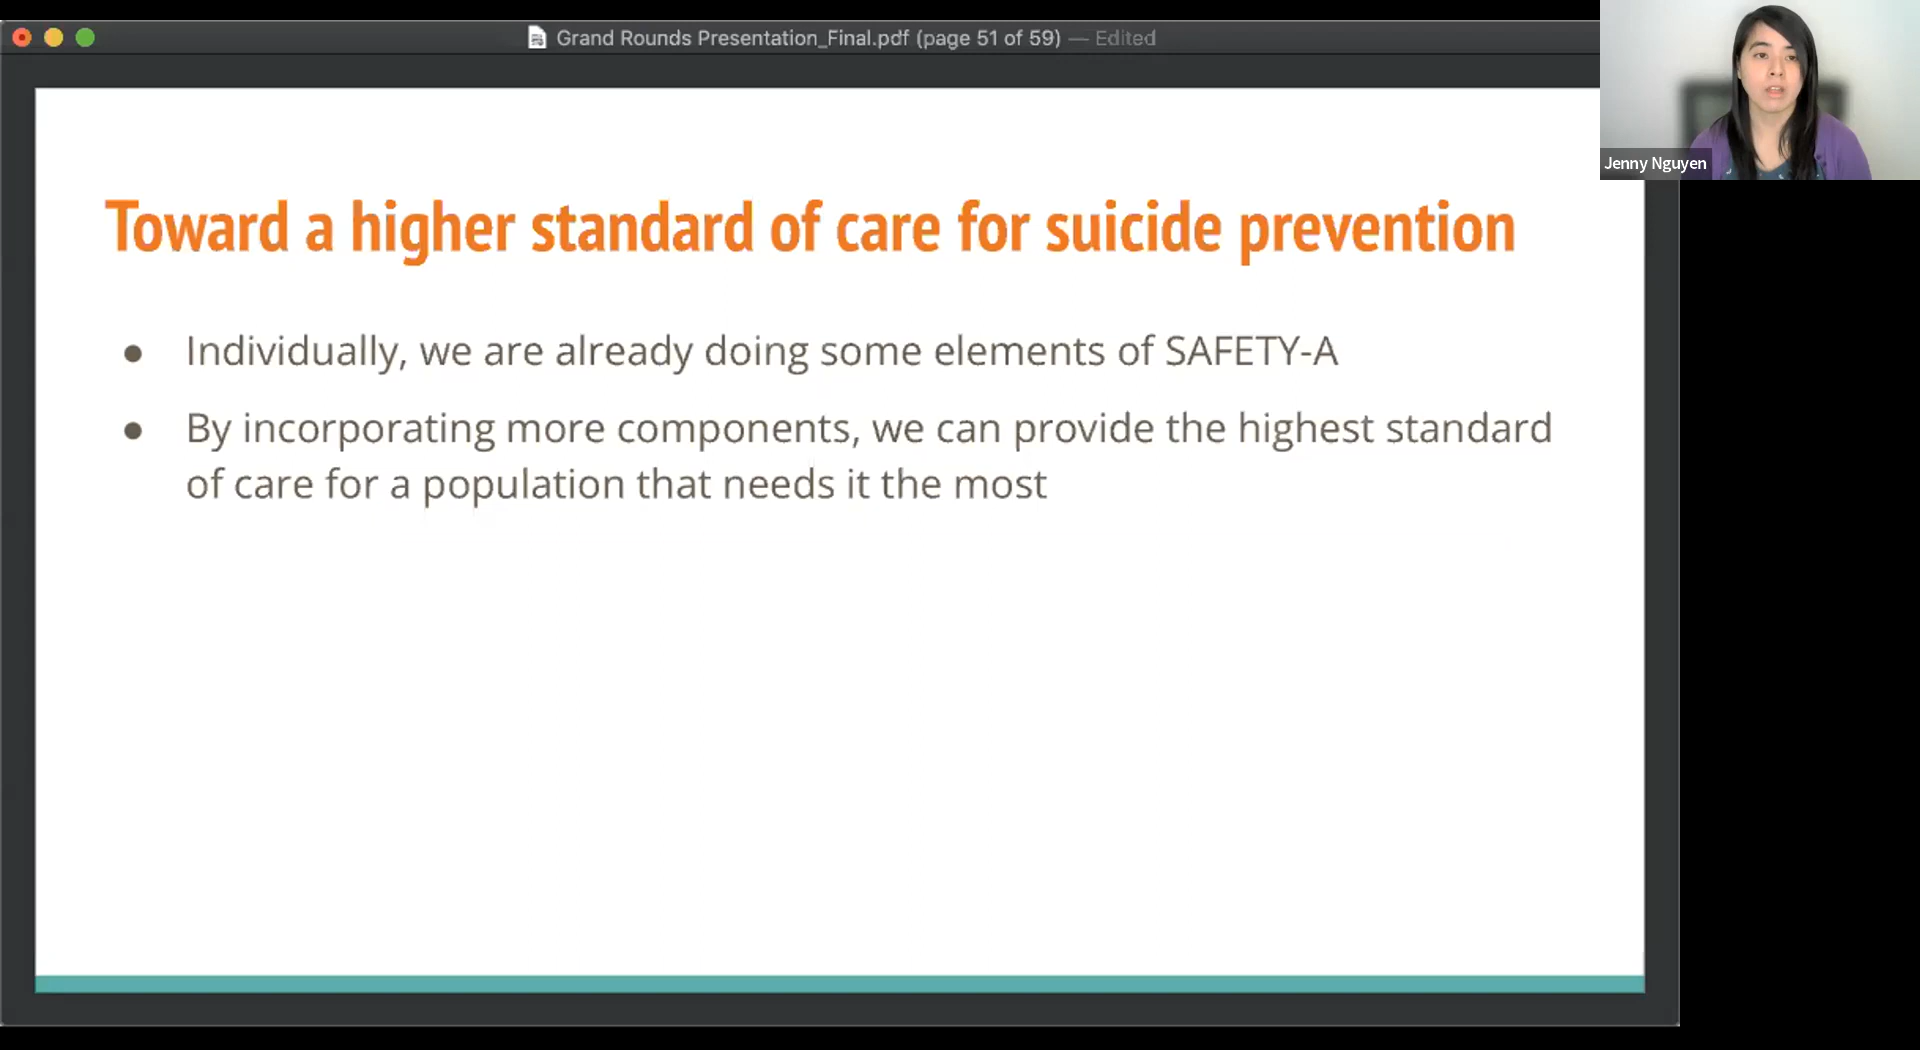 Grand Rounds Presentation_Final.pdf (page 51 of 59) — Edited
Jenny Nguyen
Toward a higher standard of care for suicide prevention
● Individually, we are already doing some elements of SAFETY-A
● By incorporating more components, we can provide the highest standard
of care for a population that needs it the most